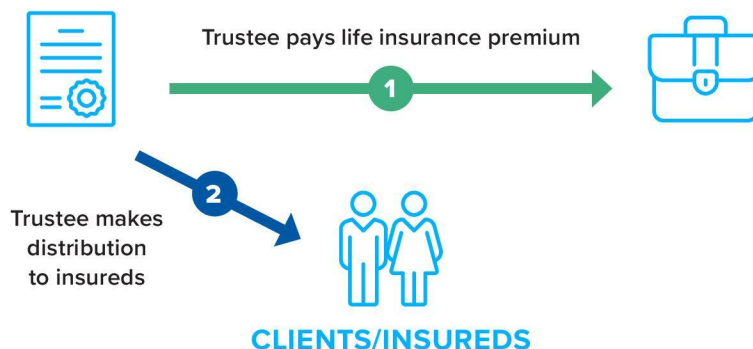 Trustee pays life insurance premium
1
2
Trustee makes
distribution
to insureds
CLIENTS/INSUREDS